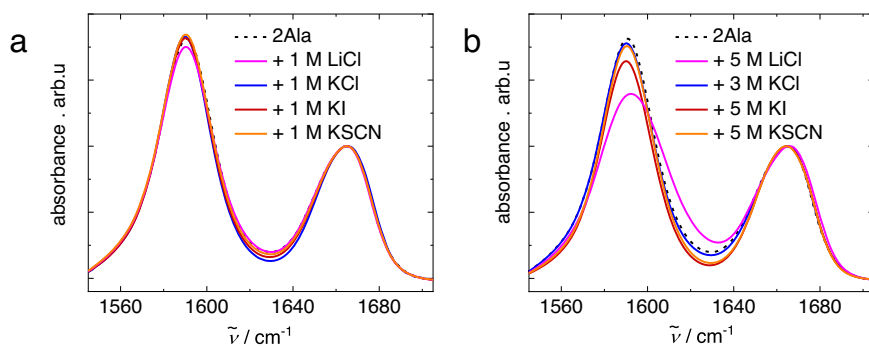 a
absorbance . arb.u
2Ala
+ 1 M LiCl
+ 1 M KCl
+ 1 M KI
+ 1 M KSCN
1560 1600 1640 1680
ṽ / cm⁻¹
b
absorbance . arb.u
2Ala
+ 5 M LiCl
+ 3 M KCl
+ 5 M KI
+ 5 M KSCN
1560 1600 1640 1680
ṽ / cm⁻¹